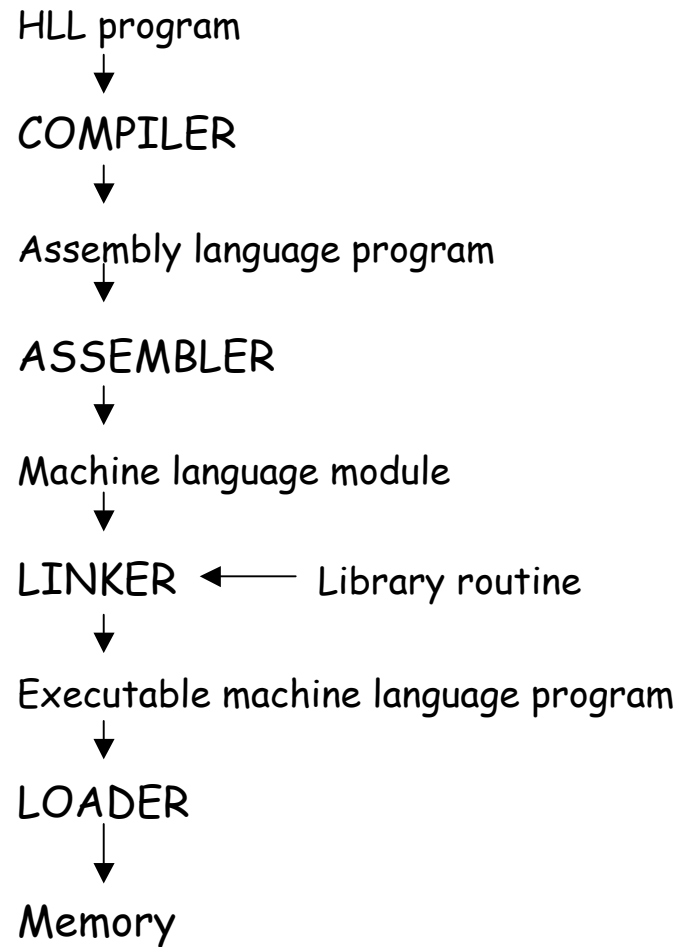 HLL program
COMPILER
Assembly language program
ASSEMBLER
Machine language module
LINKER Library routine
Executable machine language program
LOADER
Memory